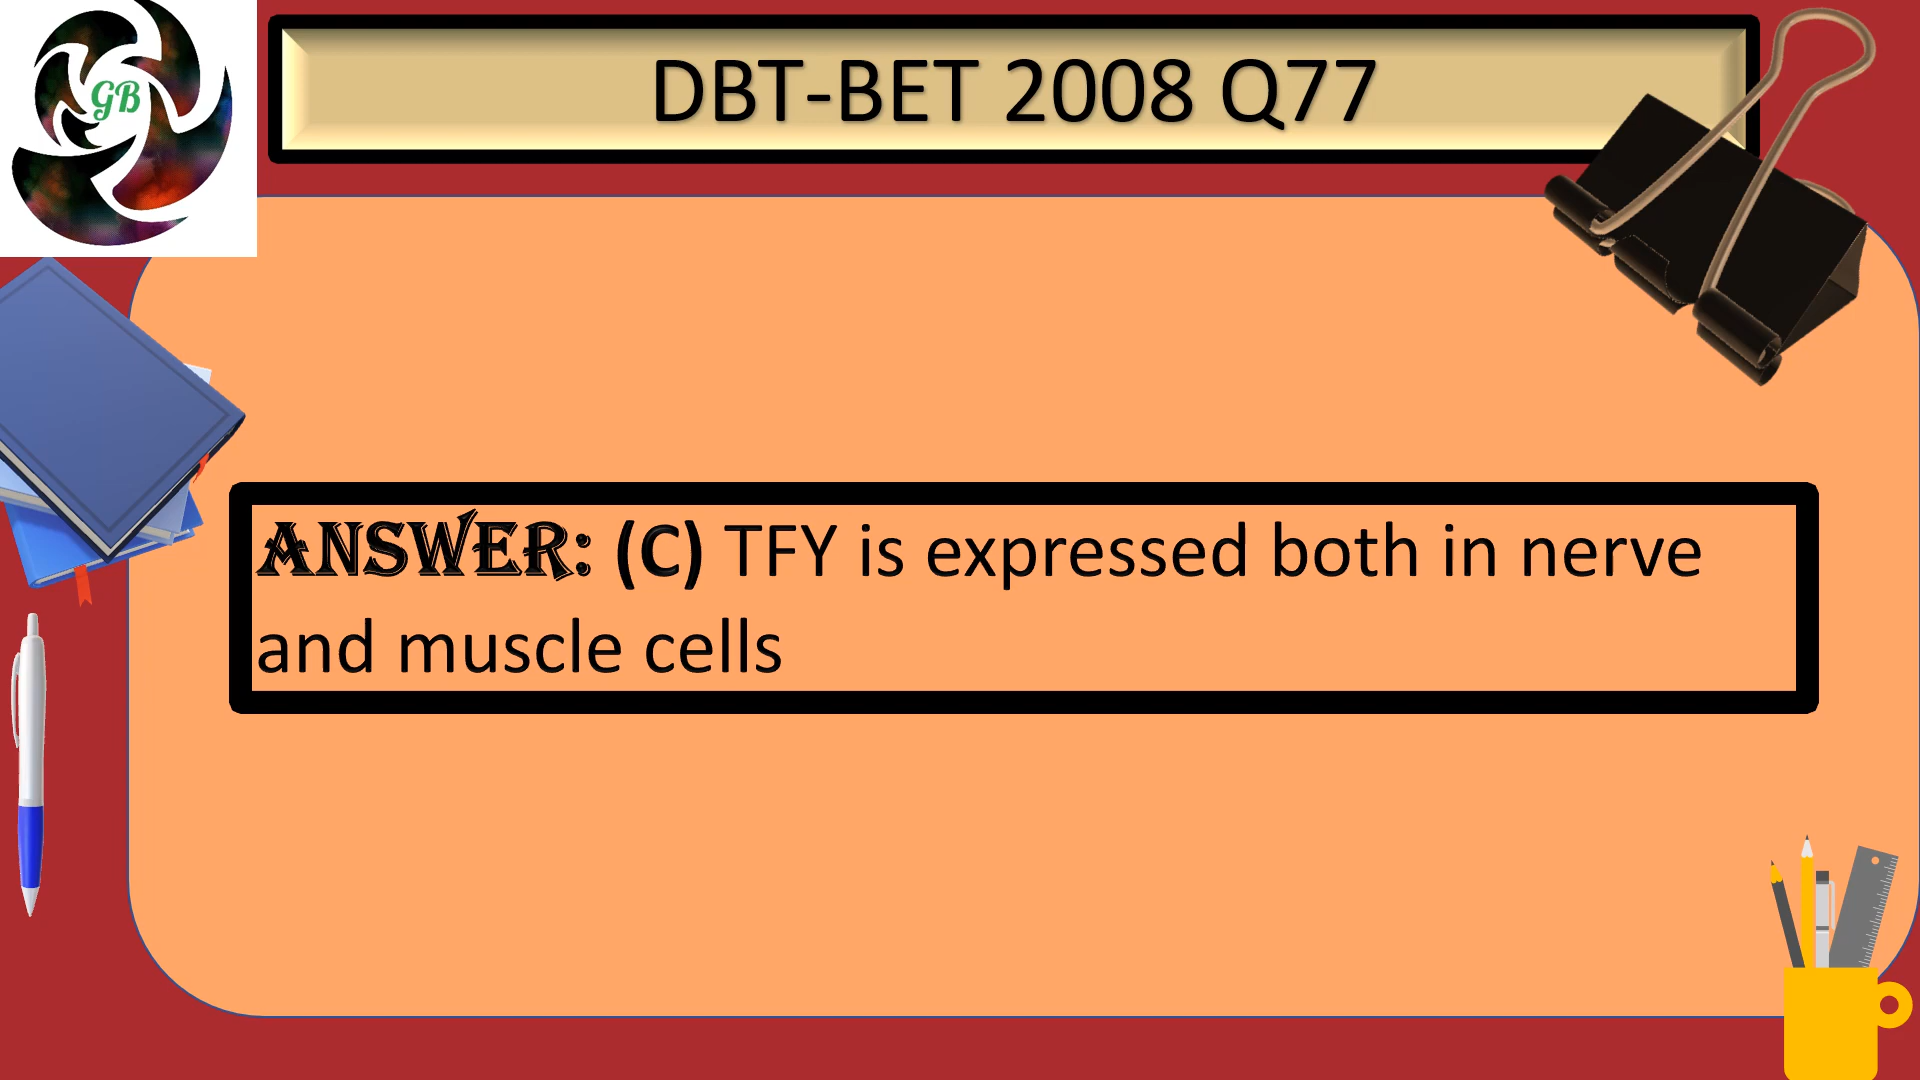 GB
DBT-BET 2008 Q77
ANSWER: (C) TFY is expressed both in nerve
and muscle cells